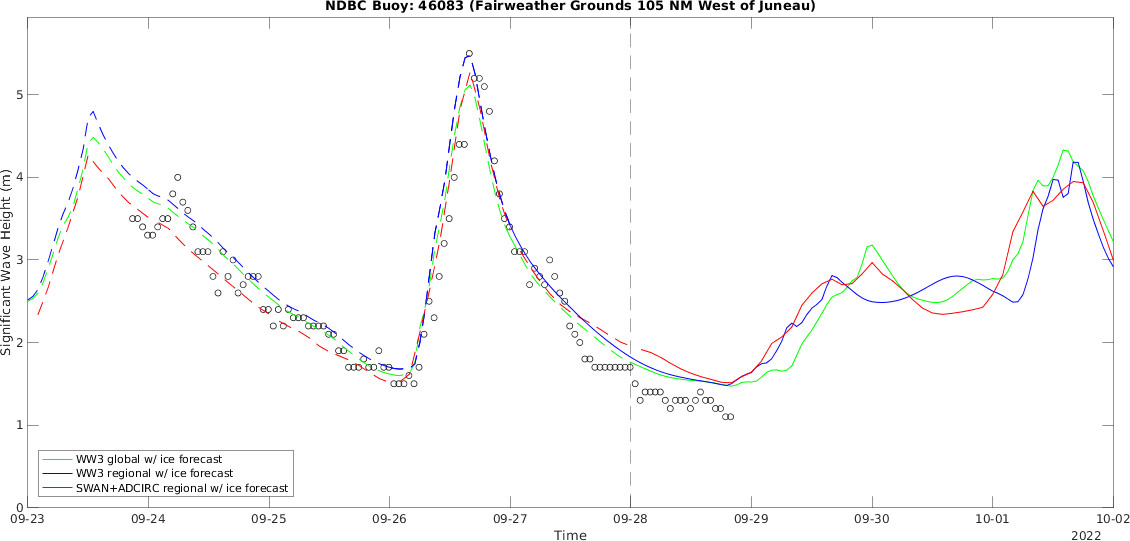 NDBC Buoy: 46083 (Fairweather Grounds 105 NM West of Juneau)
Significant Wave Height (m)
5
4
3
2
1
0
WW3 global w/ ice forecast
WW3 regional w/ ice forecast
SWAN+ADCIRC regional w/ ice forecast
09-23 09-24 09-25 09-26 09-27 09-28 09-29 09-30 10-01 10-02
Time 2022